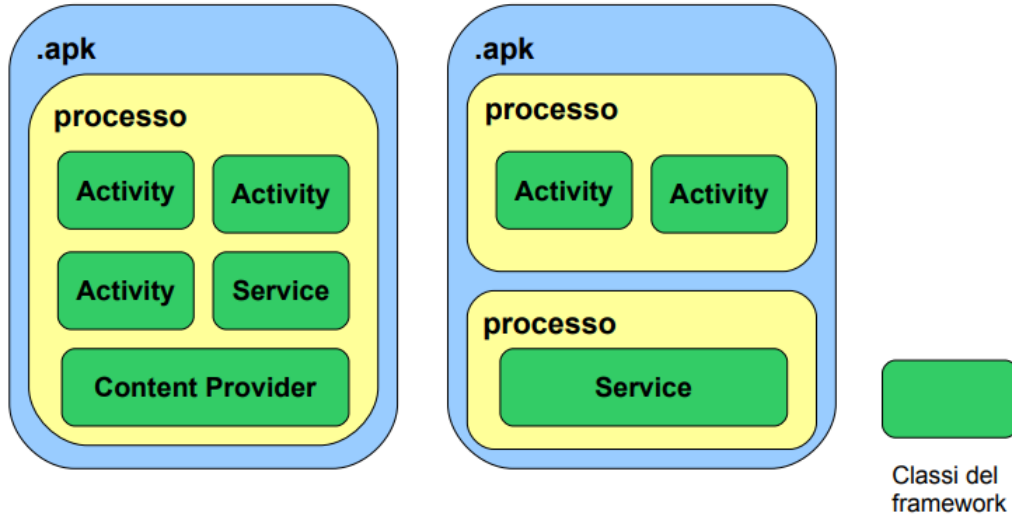 .apk
processo
Activity
Activity
Activity
Service
Content Provider
.apk
processo
Activity
Activity
processo
Service
Classi del
framework